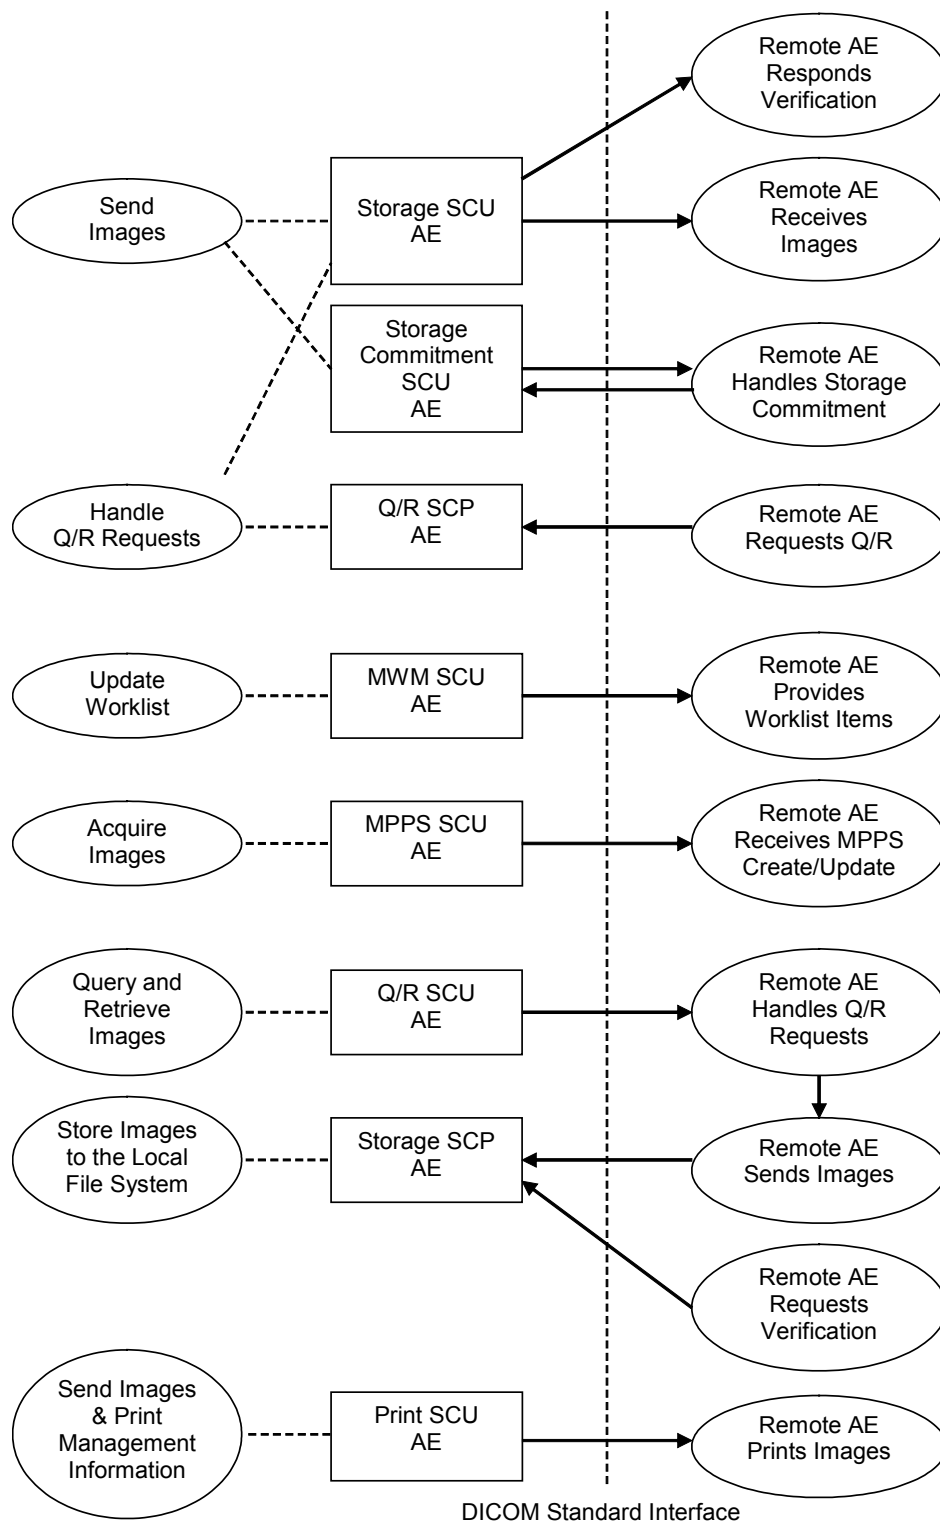 Remote AE
Responds
Verification
Send
Images
Storage SCU
AE
Remote AE
Receives
Images
Storage
Commitment
SCU
AE
Remote AE
Handles Storage
Commitment
Handle
Q/R Requests
Q/R SCP
AE
Remote AE
Requests Q/R
Update
Worklist
MWM SCU
AE
Remote AE
Provides
Worklist Items
Acquire
Images
MPPS SCU
AE
Remote AE
Receives MPPS
Create/Update
Query and
Retrieve
Images
Q/R SCU
AE
Remote AE
Handles Q/R
Requests
Store Images
to the Local
File System
Storage SCP
AE
Remote AE
Sends Images
Remote AE
Requests
Verification
Send Images
& Print
Management
Information
Print SCU
AE
Remote AE
Prints Images
DICOM Standard Interface